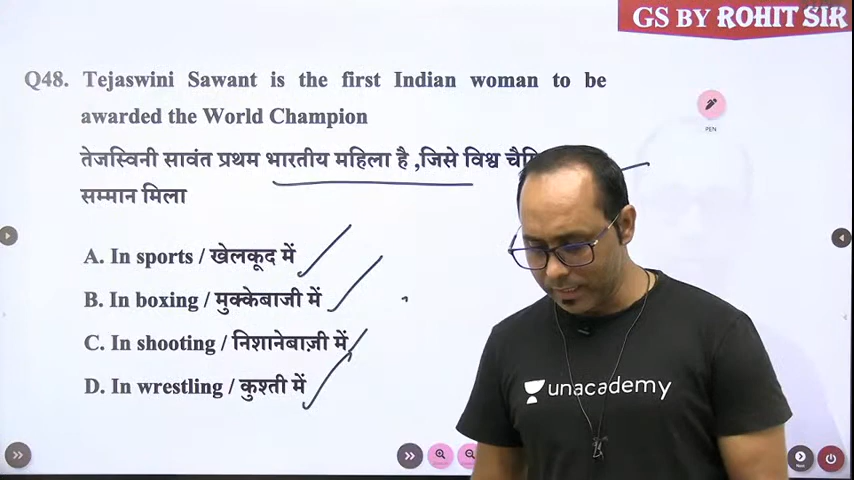 GS BY ROHIT SIR
Q48. Tejaswini Sawant is the first Indian woman to be
awarded the World Champion
PEN
तेजस्विनी सावंत प्रथम भारतीय महिला है ,जिसे विश्व
सम्मान मिला
A. In sports / खेलकूद में
B. In boxing / मुक्केबाजी में
C. In shooting / निशानेबाज़ी में
D. In wrestling / कुश्ती में
unacademy